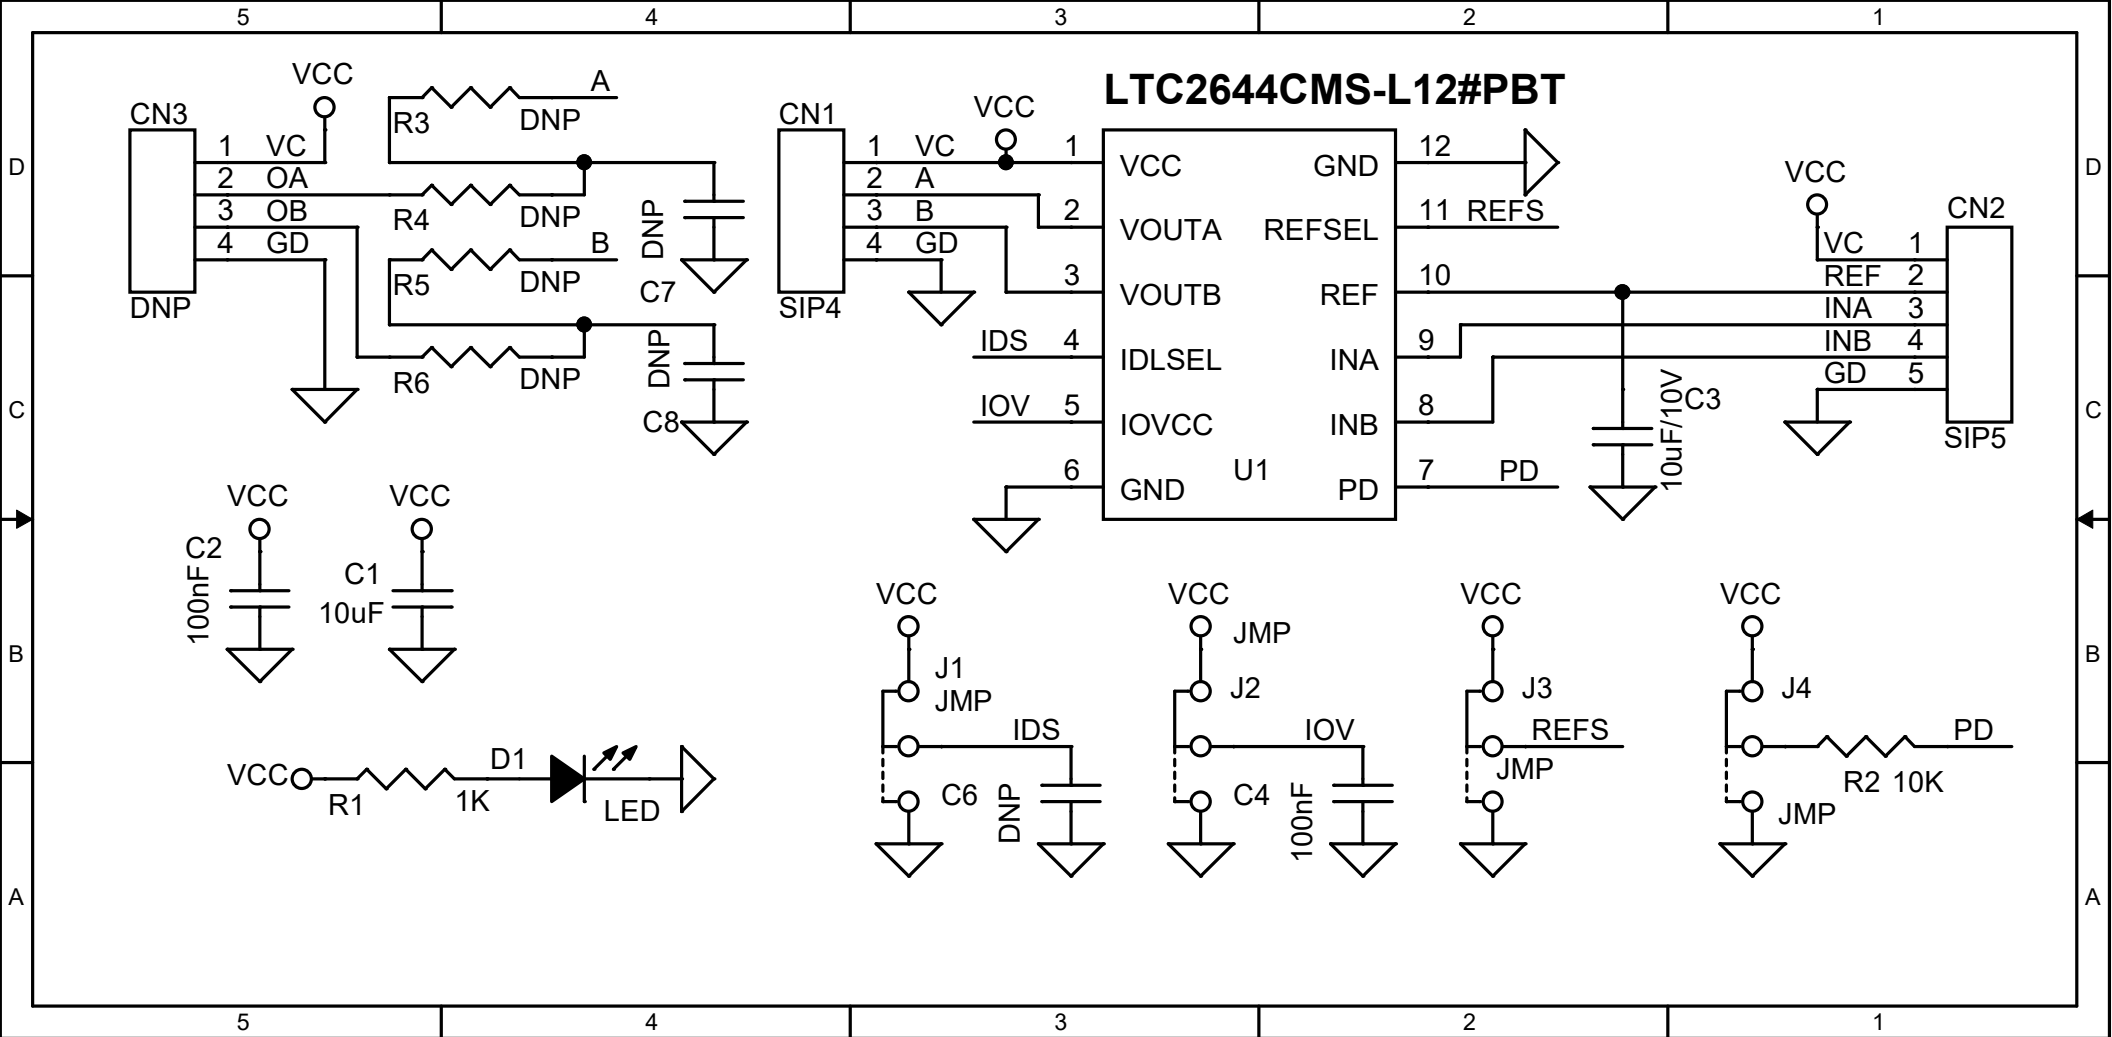 5 4 3 2 1
LTC2644CMS-L12#PBT
D D
CN3
VCC
1 VC
2 OA
3 OB
4 GD
DNP
R3 DNP A
R4 DNP
R5 DNP B
R6 DNP
DNP
C7
DNP
C8
CN1
VCC
1 VC
2 A
3 B
4 GD
SIP4
1 VCC GND 12
2 VOUTA REFSEL 11 REFS
3 VOUTB REF 10
IDS 4 IDLSEL INA 9
IOV 5 IOVCC INB 8
6 GND U1 PD 7 PD
VCC
CN2
VC 1
REF 2
INA 3
INB 4
GD 5
SIP5
10uF/10V
C3
C C
VCC VCC
C2
100nF
C1
10uF
B B
VCC
R1 1K
D1
LED
VCC
J1
JMP
IDS
C6
DNP
VCC
JMP
J2
IOV
C4
100nF
VCC
J3
REFS
JMP
VCC
J4
PD
R2 10K
JMP
A A
5 4 3 2 1